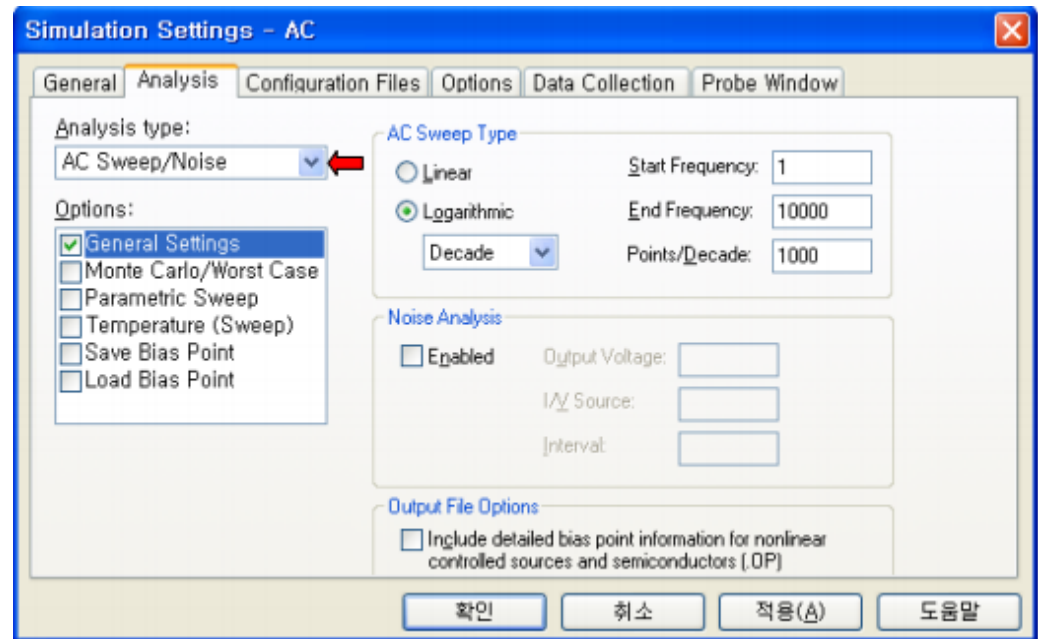 Simulation Settings - AC
General Analysis Configuration Files Options Data Collection Probe Window
Analysis type:
AC Sweep/Noise
Options:
General Settings
Monte Carlo/Worst Case
Parametric Sweep
Temperature (Sweep)
Save Bias Point
Load Bias Point
AC Sweep Type
Linear
Logarithmic
Decade
Start Frequency: 1
End Frequency: 10000
Points/Decade: 1000
Noise Analysis
Enabled
Output Voltage:
I/V Source:
Interval:
Output File Options
Include detailed bias point information for nonlinear
controlled sources and semiconductors (.OP)
확인 취소 적용(A) 도움말